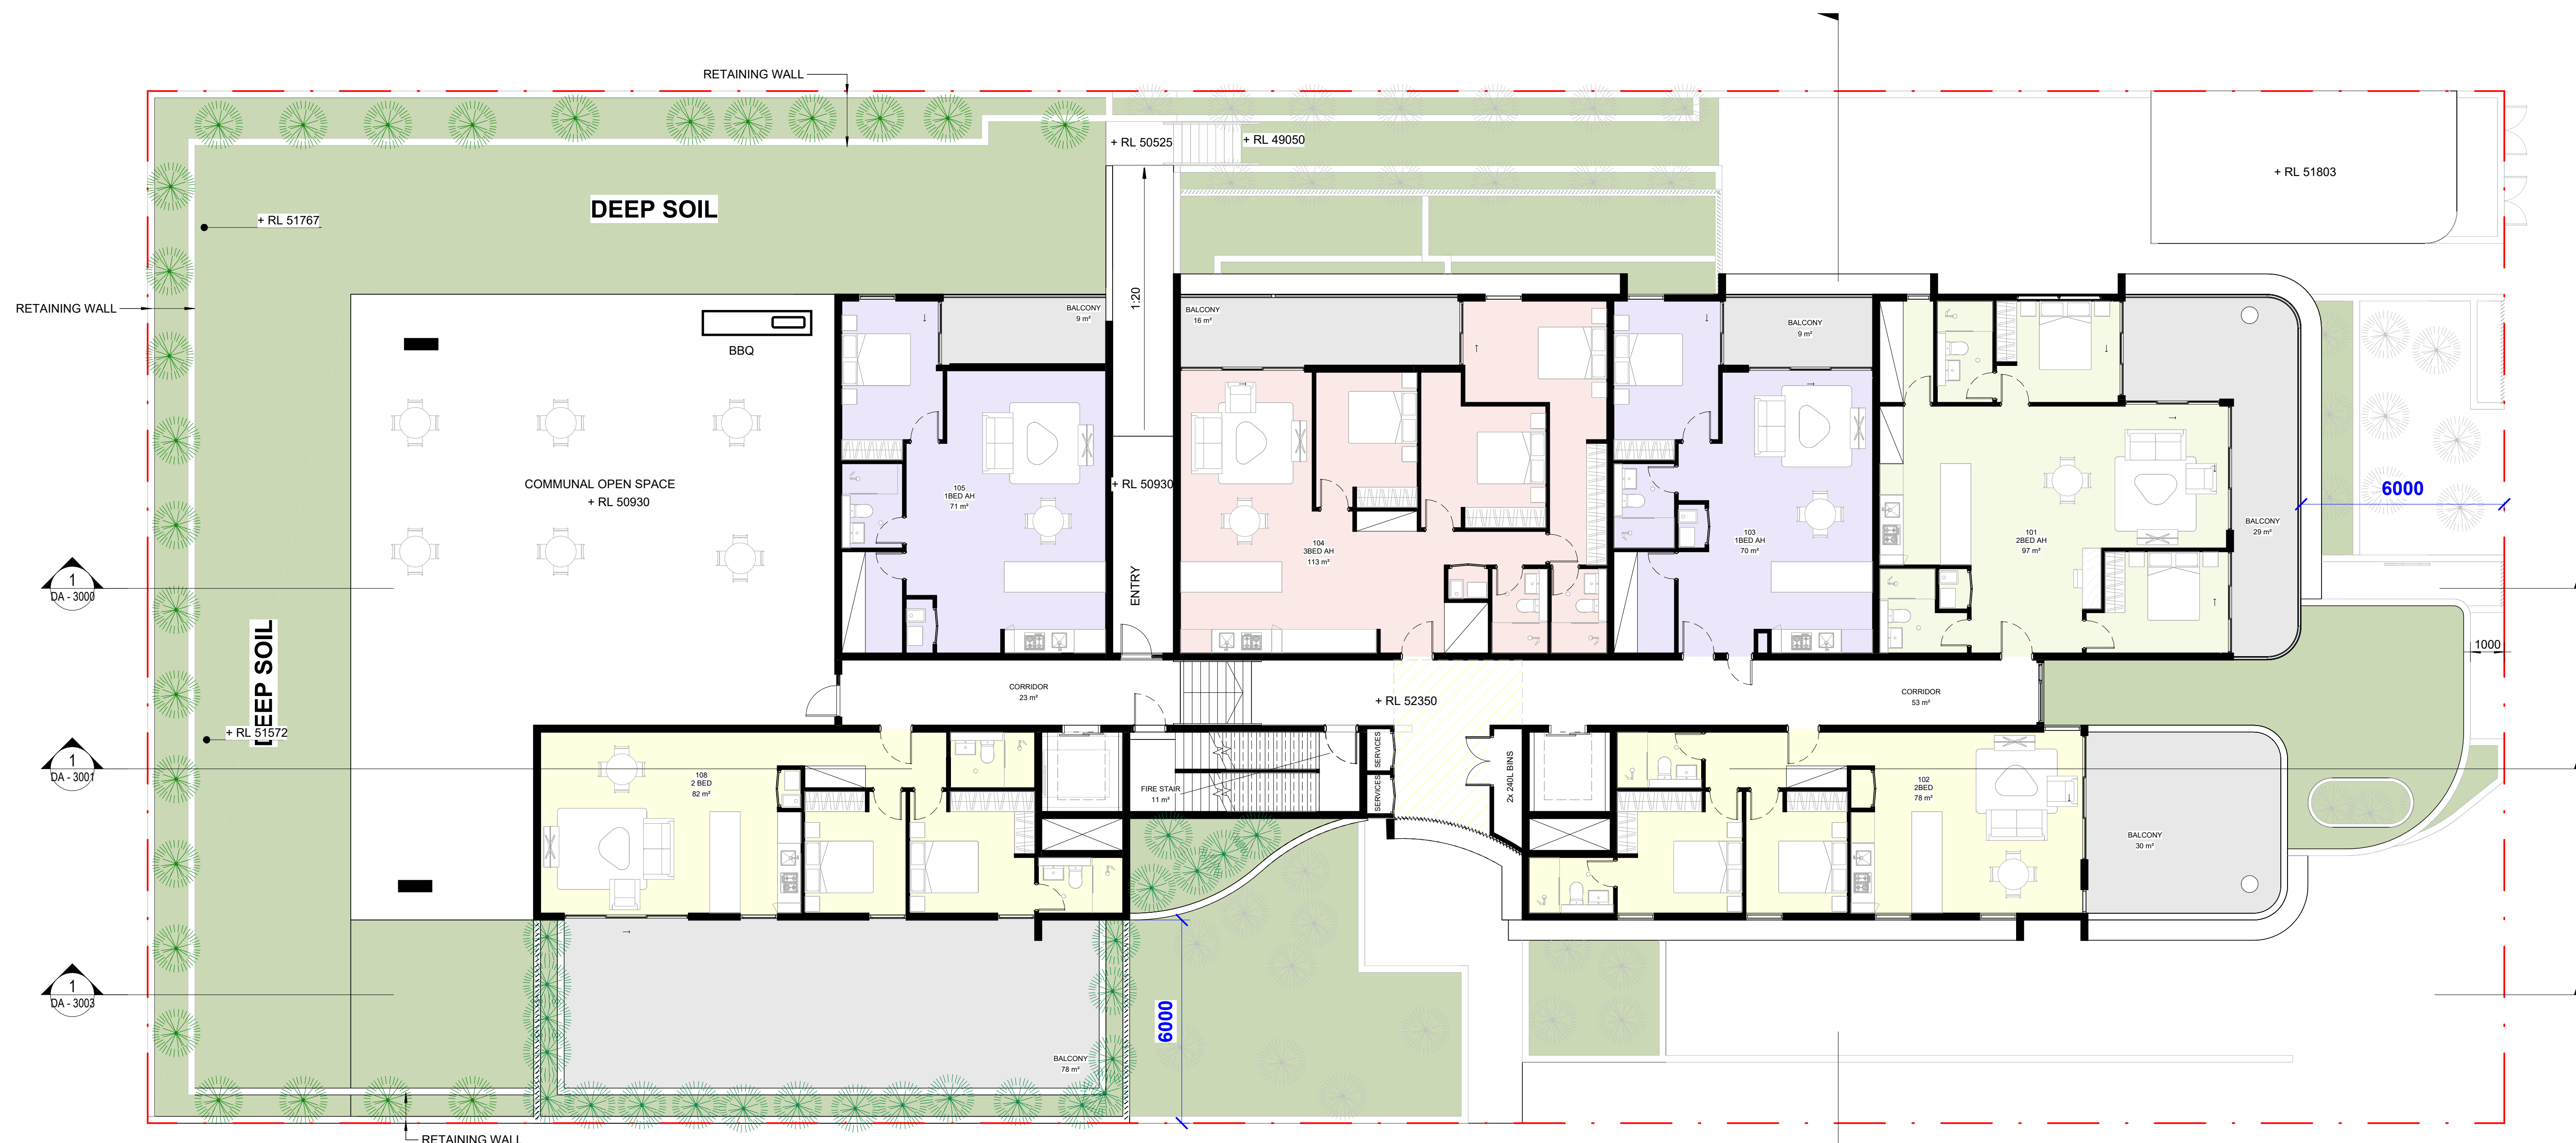 RETAINING WALL
+ RL 50525
+ RL 49050
+ RL 51803
DEEP SOIL
+ RL 51767
RETAINING WALL
1:20
BALCONY
9 m²
BALCONY
16 m²
BALCONY
9 m²
BBQ
COMMUNAL OPEN SPACE
+ RL 50930
105
1BED AH
71 m²
+ RL 50930
ENTRY
104
3BED AH
113 m²
103
1BED AH
70 m²
101
2BED AH
97 m²
BALCONY
29 m²
6000
1
DA - 3000
DEEP SOIL
1000
CORRIDOR
23 m²
+ RL 52350
CORRIDOR
53 m²
+ RL 51572
1
DA - 3001
108
2 BED
82 m²
FIRE STAIR
11 m²
SERVICES
SERVICES
2x 240L BINS
102
2BED
78 m²
BALCONY
30 m²
1
DA - 3003
6000
BALCONY
78 m²
RETAINING WALL